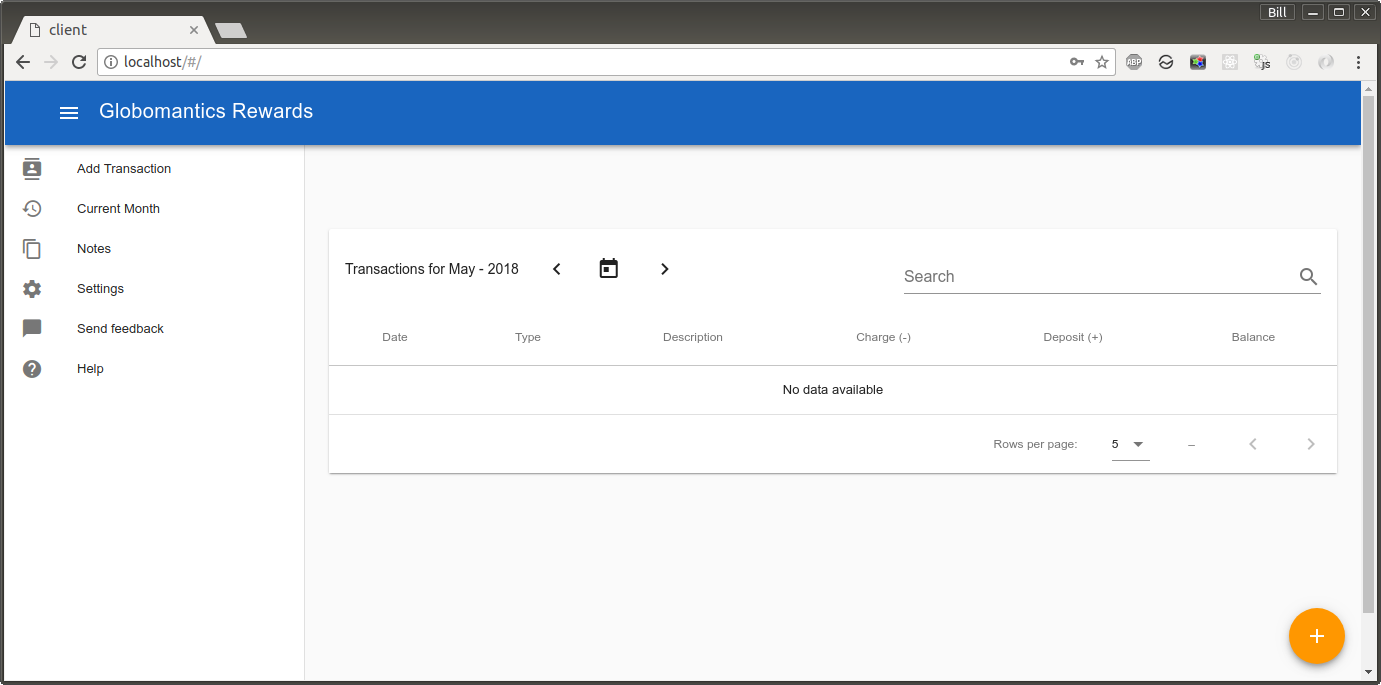 Bill
client
localhost/#/
ABP
JS
Globomantics Rewards
Add Transaction
Current Month
Notes
Settings
Send feedback
Help
Transactions for May - 2018
Search
Date Type Description Charge (-) Deposit (+) Balance
No data available
Rows per page: 5 –